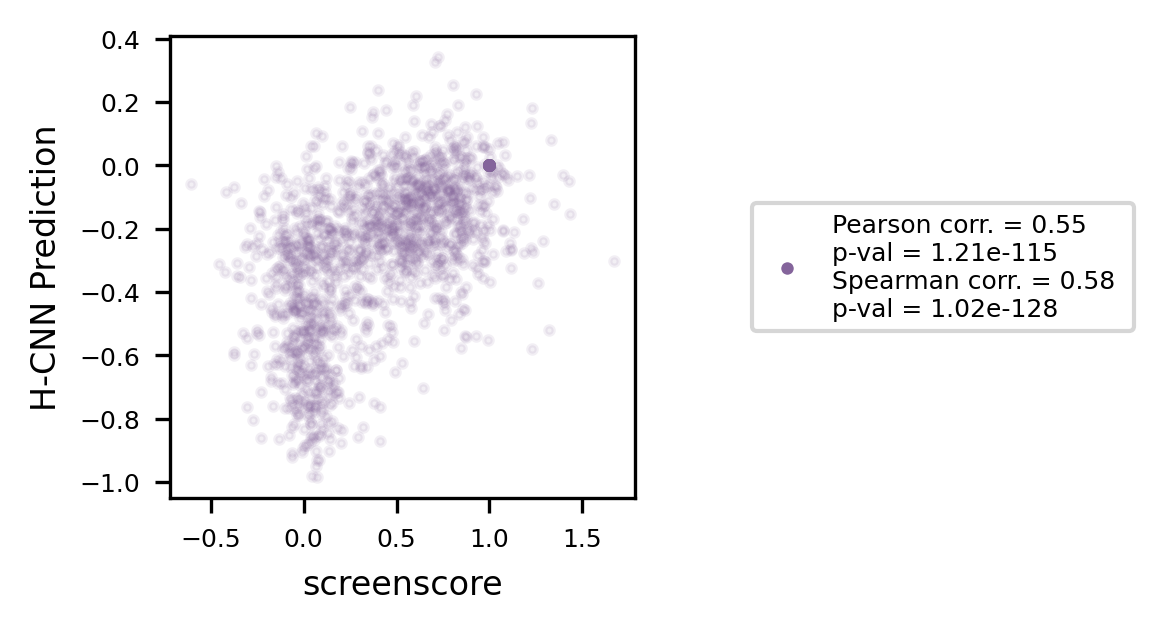 0.4
0.2
0.0
−0.2
−0.4
−0.6
−0.8
−1.0
H-CNN Prediction
−0.5 0.0 0.5 1.0 1.5
screenscore
Pearson corr. = 0.55
p-val = 1.21e-115
Spearman corr. = 0.58
p-val = 1.02e-128